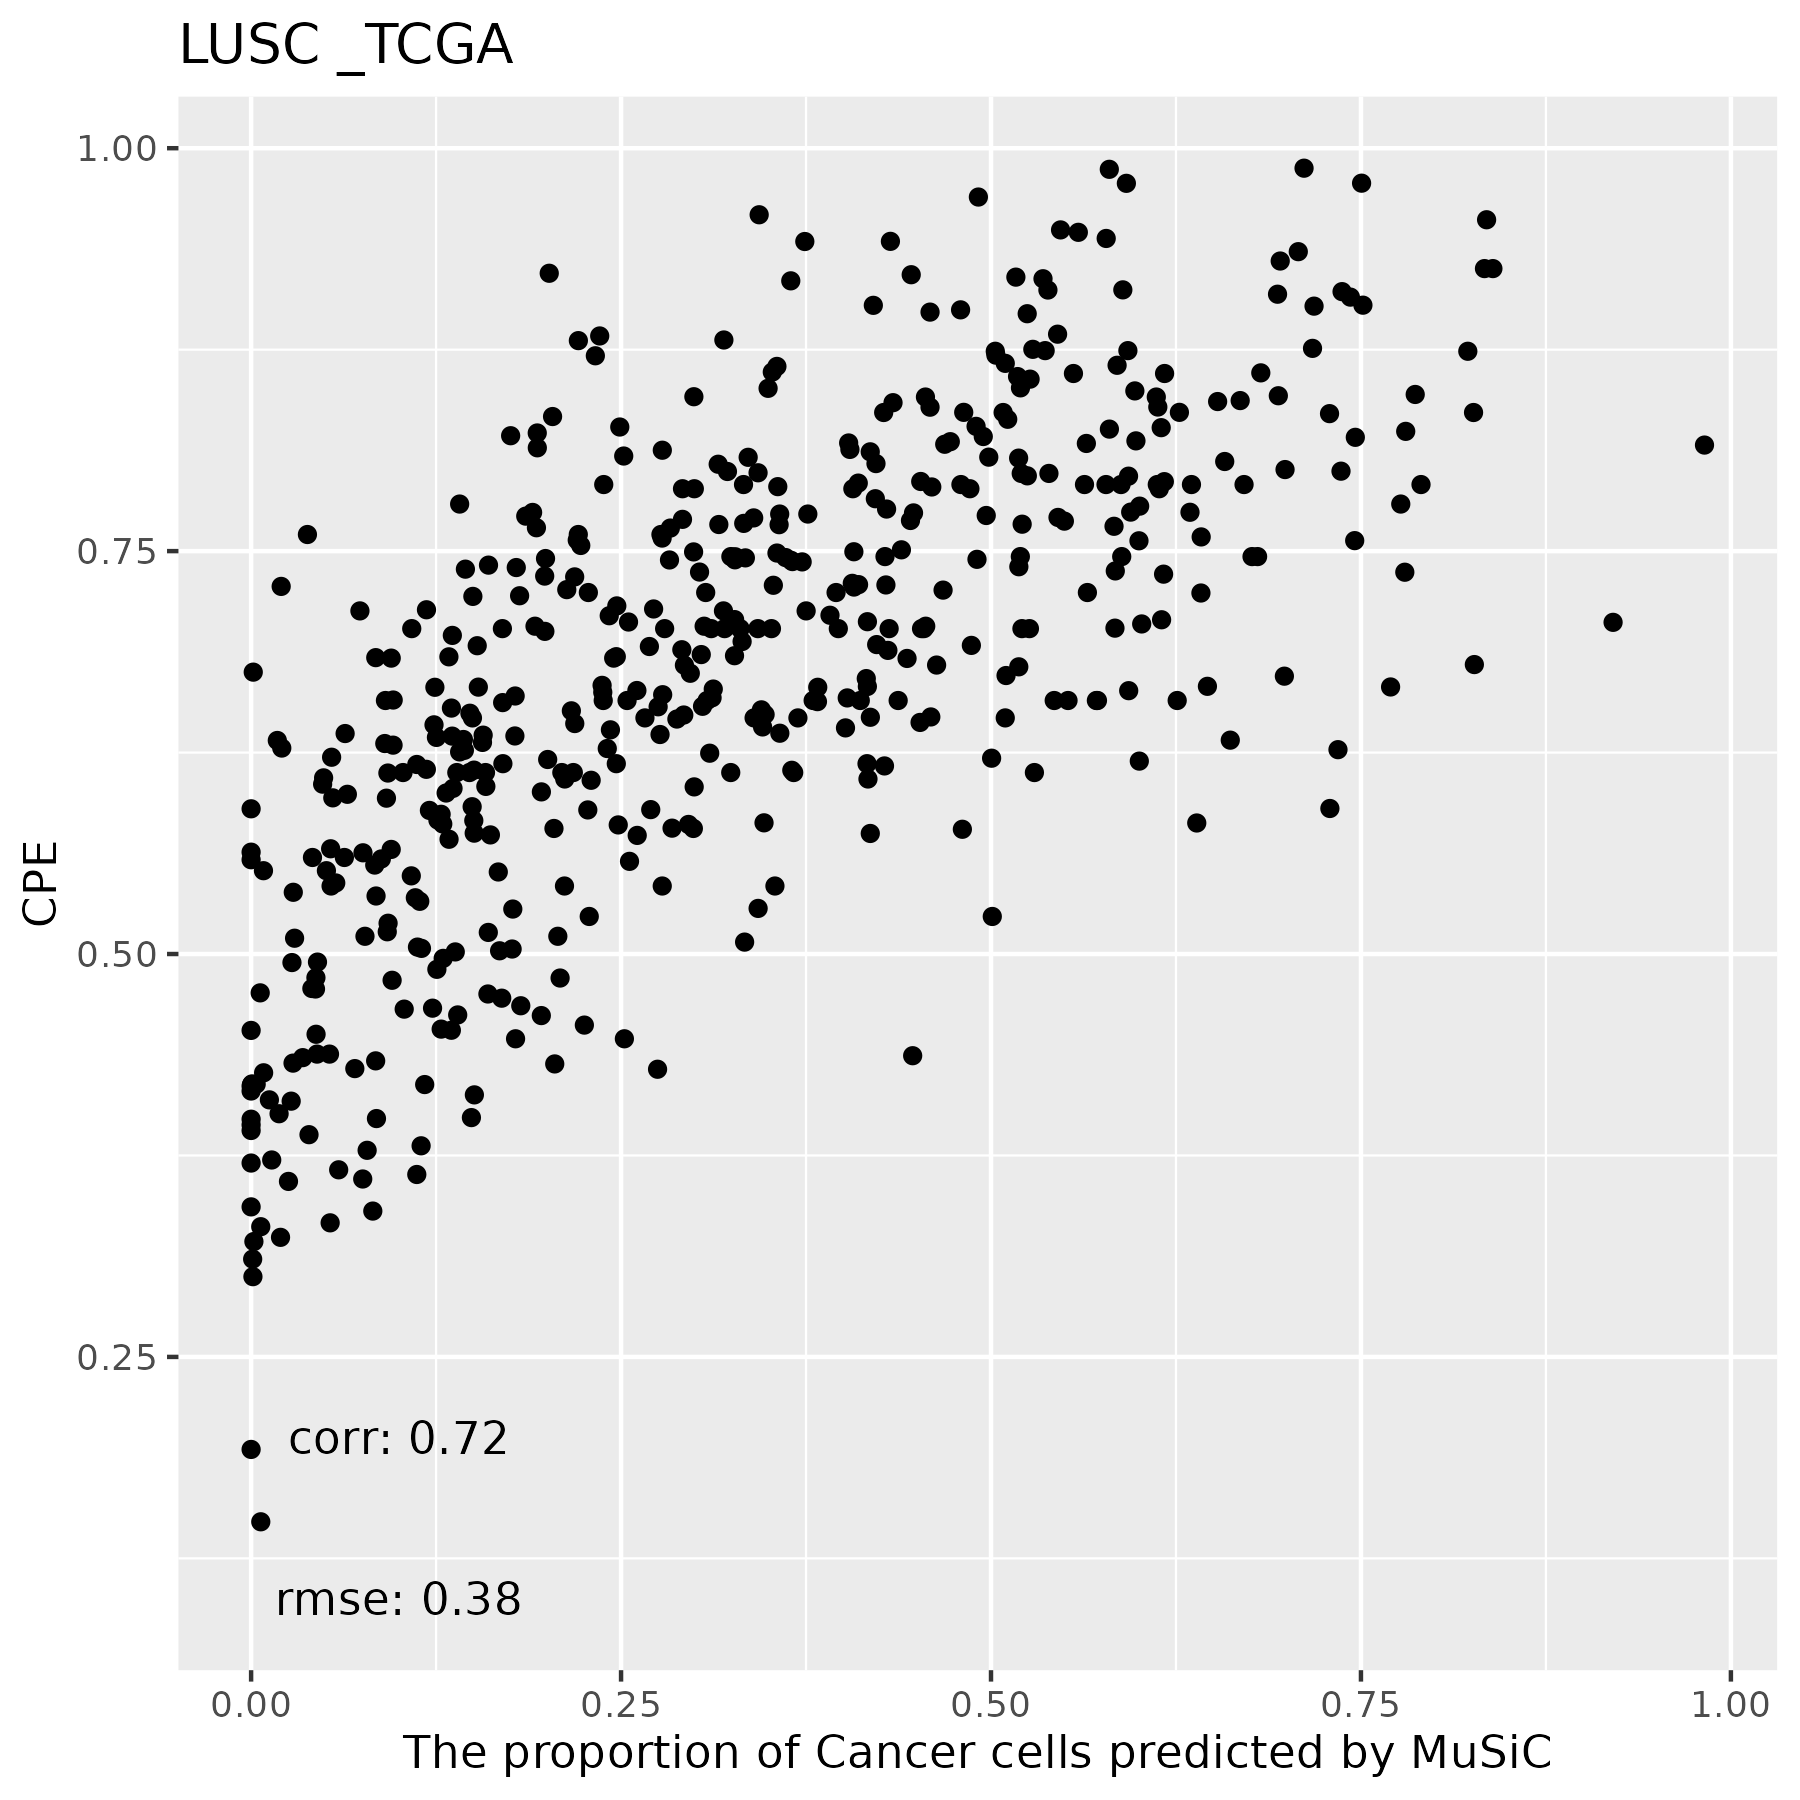 LUSC _TCGA
1.00
0.75
0.50
0.25
CPE
corr: 0.72
rmse: 0.38
0.00 0.25 0.50 0.75 1.00
The proportion of Cancer cells predicted by MuSiC